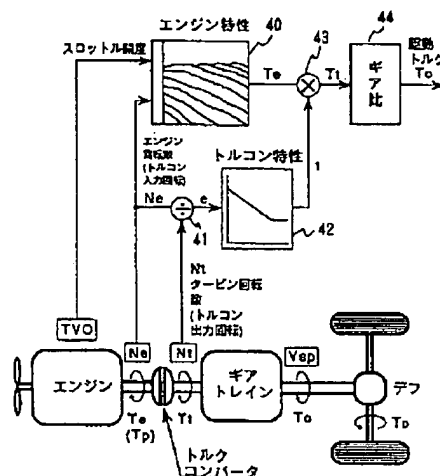 エンジン特性
40
44
スロットル開度
43
Te
Tt
ギア比
駆動
トルク
To
エンジン
回転数
(トルコン
入力回転)
トルコン特性
Ne
e
t
41
42
Nt
タービン回転
数
(トルコン
出力回転)
TVO
Ne
Nt
Vsp
エンジン
ギア
トレイン
デフ
Te
(Tp)
Tt
To
TD
トルク
コンバータ